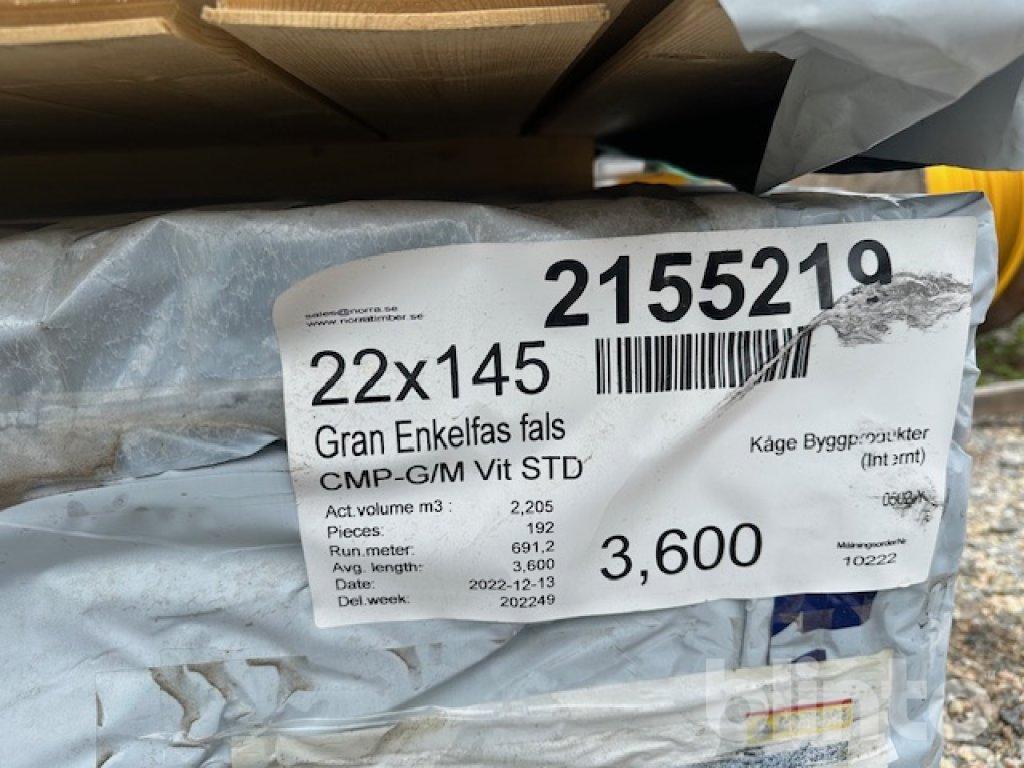 sales@norra.se
www.norratimber.se
2155219
22x145
Gran Enkelfas fals
CMP-G/M Vit STD
Kåge Byggprodukter
(Internt)
Act.volume m3 : 2,205
Pieces: 192
Run.meter: 691,2
Avg. length: 3,600
Date: 2022-12-13
Del.week: 202249
3,600
MålningsorderNr
10222
blinto